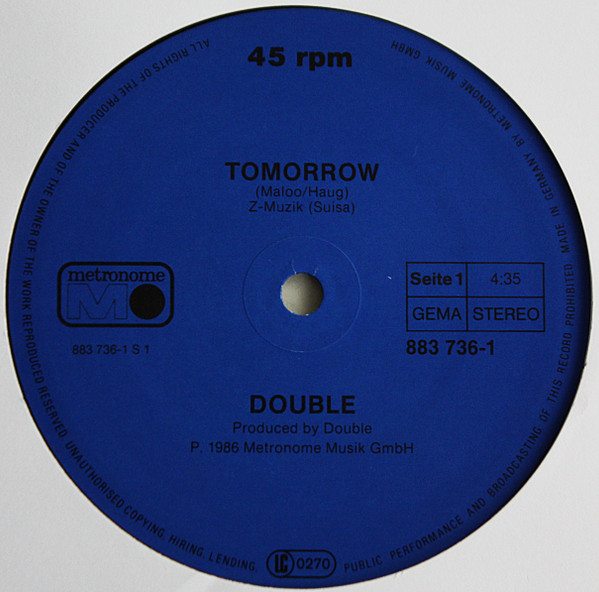 45 rpm
TOMORROW
(Maloo/Haug)
Z-Muzik (Suisa)
metronome
M
883 736-1 S 1
Seite 1 4:35
GEMA STEREO
883 736-1
DOUBLE
Produced by Double
P. 1986 Metronome Musik GmbH
LC 0270
ALL RIGHTS OF THE PRODUCER AND OF THE OWNER OF THE WORK REPRODUCED RESERVED. UNAUTHORISED COPYING, HIRING, LENDING, PUBLIC PERFORMANCE AND BROADCASTING OF THIS RECORD PROHIBITED MADE IN GERMANY BY METRONOME MUSIK GMBH